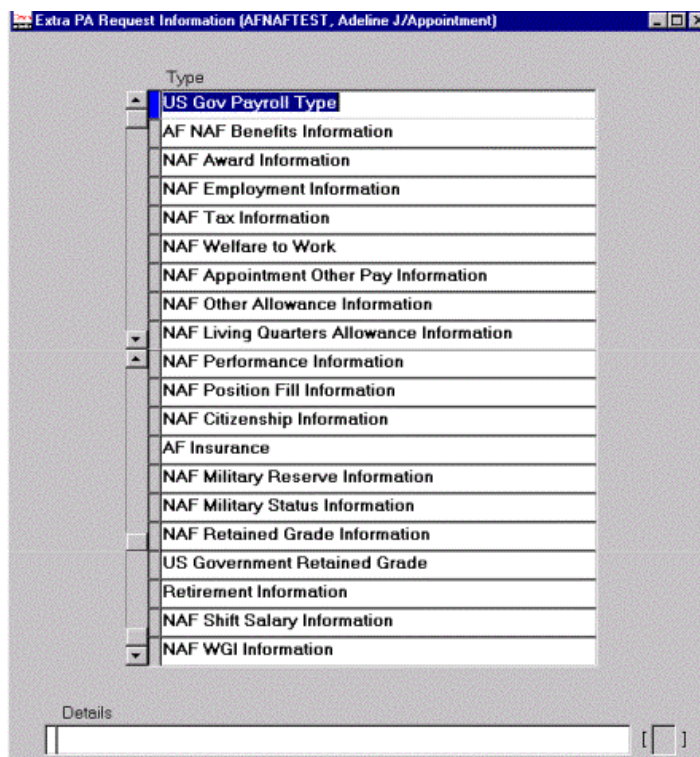 Extra PA Request Information (AFNAFTEST, Adeline J/Appointment)
Type
US Gov Payroll Type
AF NAF Benefits Information
NAF Award Information
NAF Employment Information
NAF Tax Information
NAF Welfare to Work
NAF Appointment Other Pay Information
NAF Other Allowance Information
NAF Living Quarters Allowance Information
NAF Performance Information
NAF Position Fill Information
NAF Citizenship Information
AF Insurance
NAF Military Reserve Information
NAF Military Status Information
NAF Retained Grade Information
US Government Retained Grade
Retirement Information
NAF Shift Salary Information
NAF WGI Information
Details
[ ]